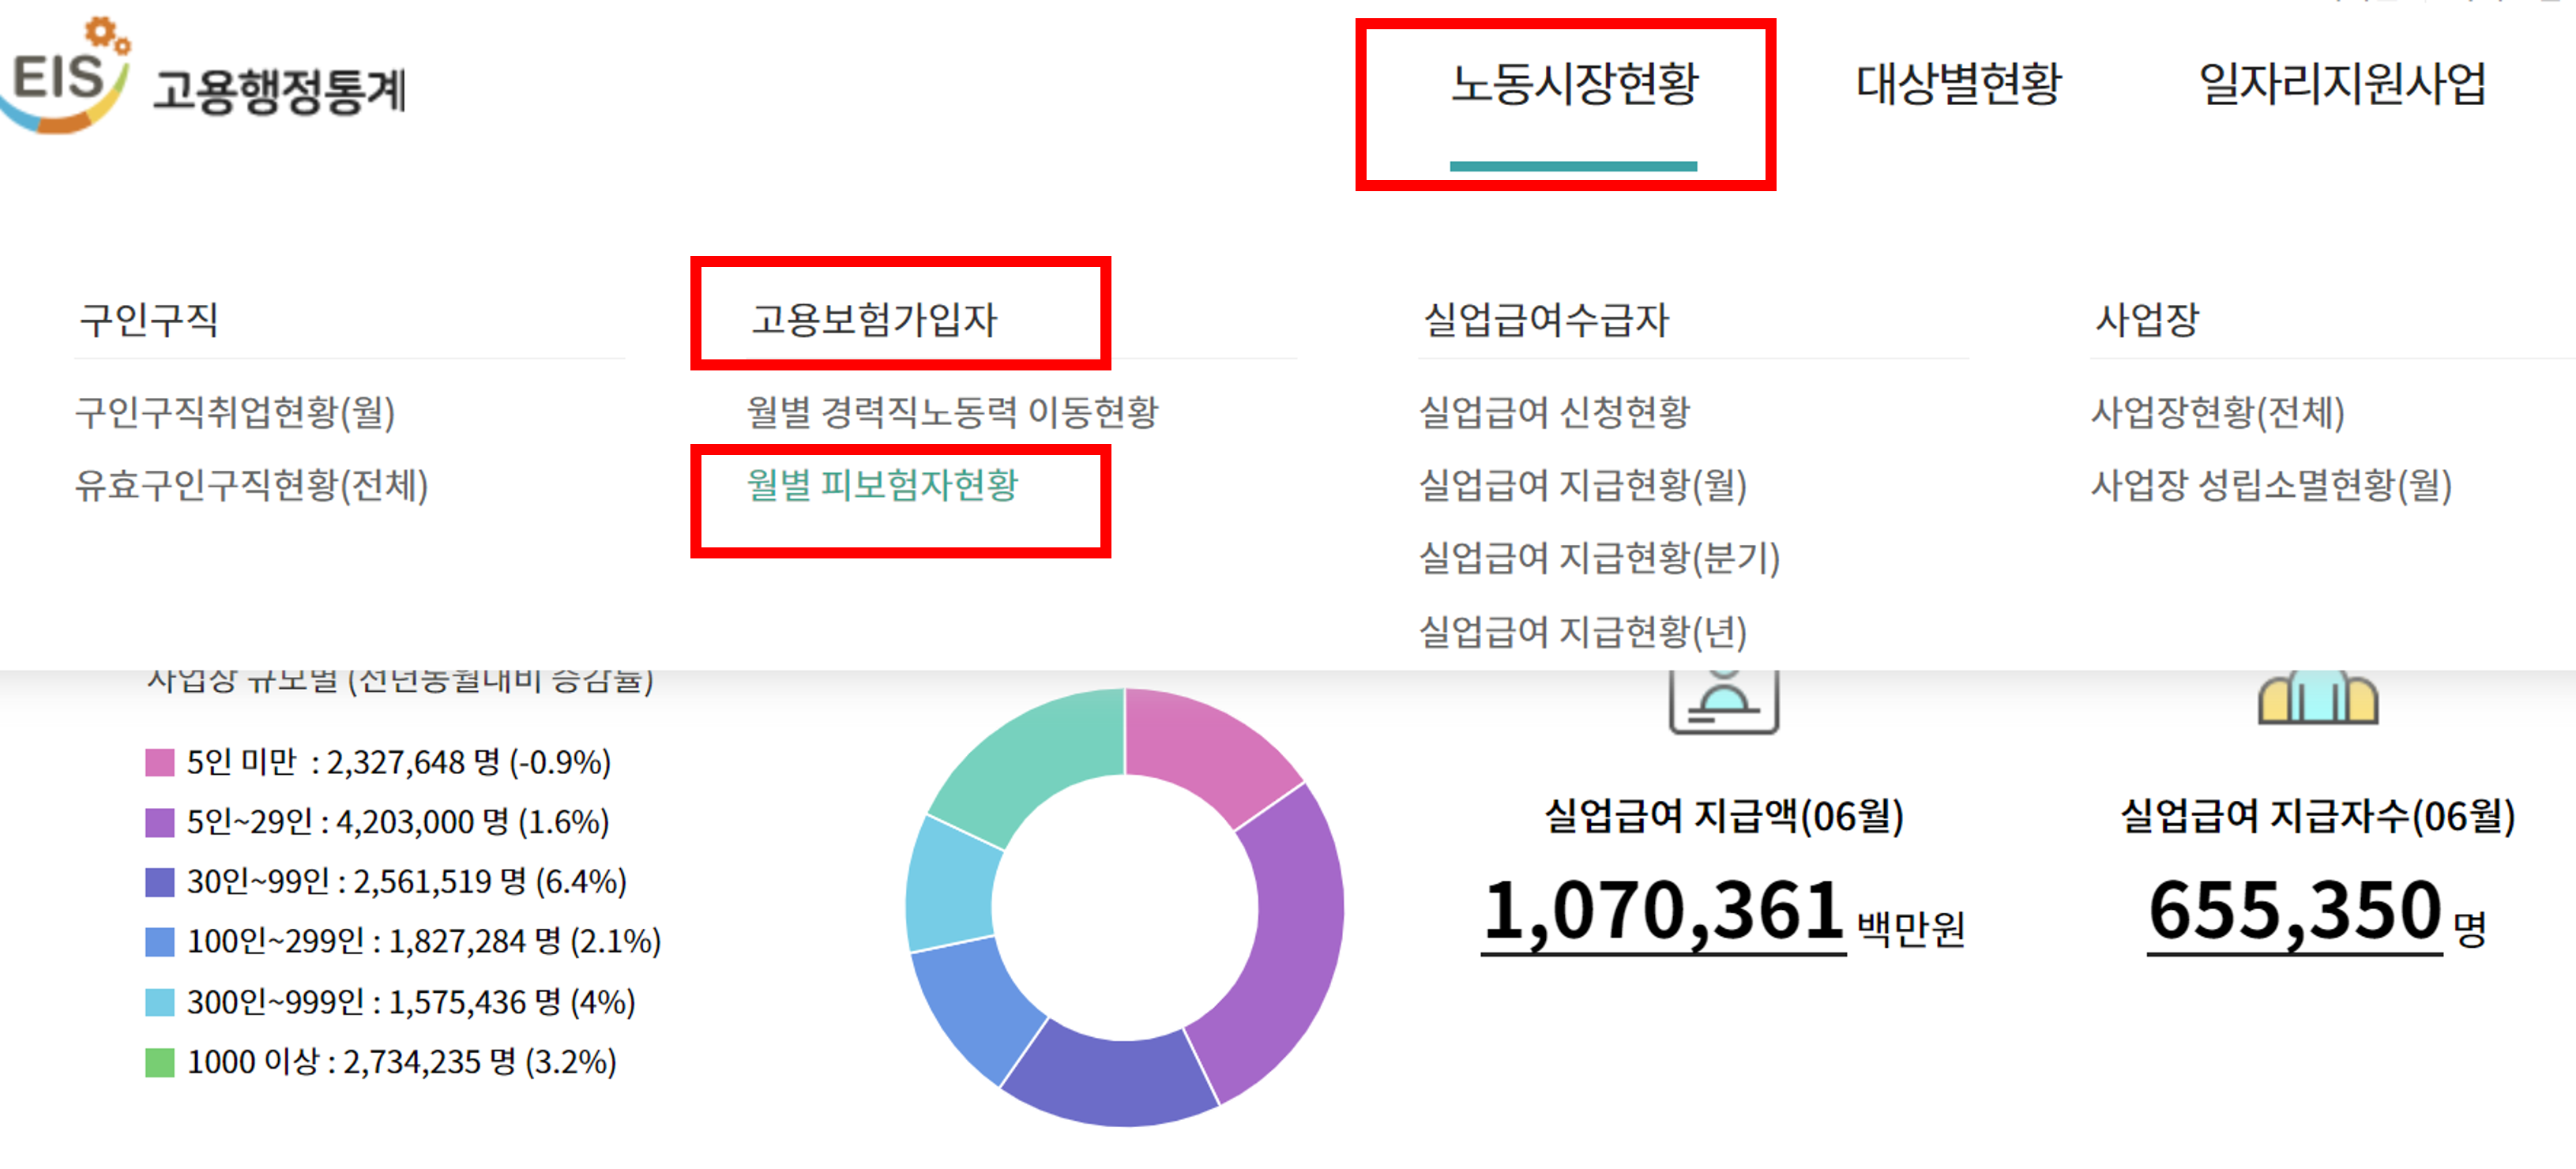 EIS 고용행정통계
노동시장현황 대상별현황 일자리지원사업
구인구직 고용보험가입자 실업급여수급자 사업장
구인구직취업현황(월) 월별 경력직노동력 이동현황 실업급여 신청현황 사업장현황(전체)
유효구인구직현황(전체) 월별 피보험자현황 실업급여 지급현황(월) 사업장 성립소멸현황(월)
실업급여 지급현황(분기)
실업급여 지급현황(년)
사업장 규모별 (전년동월대비 증감률)
5인 미만 : 2,327,648 명 (-0.9%)
5인~29인 : 4,203,000 명 (1.6%)
30인~99인 : 2,561,519 명 (6.4%)
100인~299인 : 1,827,284 명 (2.1%)
300인~999인 : 1,575,436 명 (4%)
1000 이상 : 2,734,235 명 (3.2%)
실업급여 지급액(06월) 실업급여 지급자수(06월)
1,070,361 백만원 655,350 명